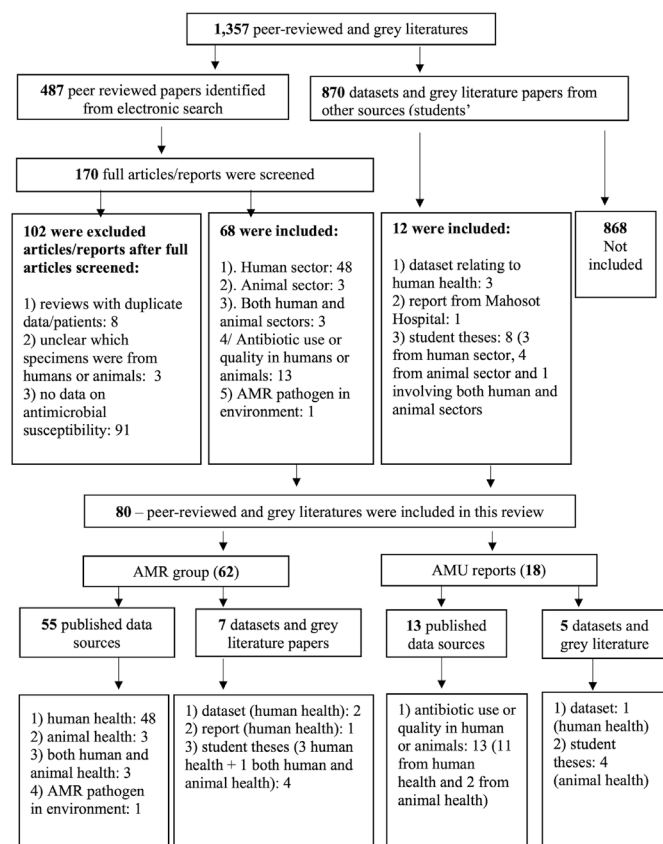 1,357 peer-reviewed and grey literatures
487 peer reviewed papers identified
from electronic search
870 datasets and grey literature papers from
other sources (students’
170 full articles/reports were screened
102 were excluded
articles/reports after full
articles screened:
1) reviews with duplicate
data/patients: 8
2) unclear which
specimens were from
humans or animals: 3
3) no data on
antimicrobial
susceptibility: 91
68 were included:
1). Human sector: 48
2). Animal sector: 3
3). Both human and
animal sectors: 3
4/ Antibiotic use or
quality in humans or
animals: 13
5) AMR pathogen in
environment: 1
12 were included:
1) dataset relating to
human health: 3
2) report from Mahosot
Hospital: 1
3) student theses: 8 (3
from human sector, 4
from animal sector and 1
involving both human and
animal sectors
868
Not
included
80 – peer-reviewed and grey literatures were included in this review
AMR group (62)
AMU reports (18)
55 published data
sources
7 datasets and grey
literature papers
13 published
data sources
5 datasets and
grey literature
1) human health: 48
2) animal health: 3
3) both human and
animal health: 3
4) AMR pathogen
in environment: 1
1) dataset (human health): 2
2) report (human health): 1
3) student theses (3 human
health + 1 both human and
animal health): 4
1) antibiotic use or
quality in human
or animals: 13 (11
from human
health and 2 from
animal health)
1) dataset: 1
(human health)
2) student
theses: 4
(animal health)